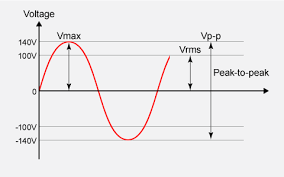 Voltage
Vmax
Vp-p
Vrms
140V
100V
Peak-to-peak
0
-100V
-140V